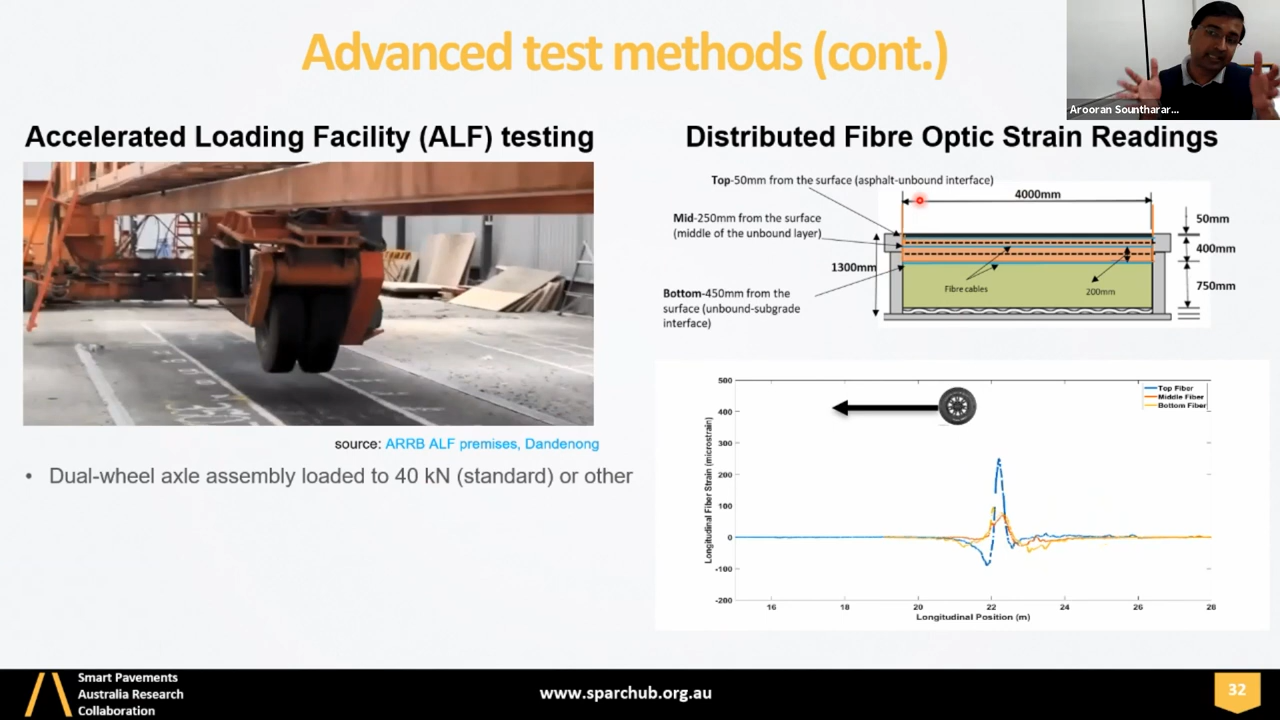 Advanced test methods (cont.)
Arooran Sountharar...
Accelerated Loading Facility (ALF) testing
source: ARRB ALF premises, Dandenong
• Dual-wheel axle assembly loaded to 40 kN (standard) or other
Distributed Fibre Optic Strain Readings
Top-50mm from the surface (asphalt-unbound interface)
4000mm
Mid-250mm from the surface
(middle of the unbound layer)
50mm
400mm
1300mm
750mm
Fibre cables
200mm
Bottom-450mm from the
surface (unbound-subgrade
interface)
500
400
300
200
100
0
-100
-200
Longitudinal Fiber Strain (microstrain)
Top Fiber
Middle Fiber
Bottom Fiber
16 18 20 22 24 26 28
Longitudinal Position (m)
Smart Pavements
Australia Research
Collaboration
www.sparchub.org.au
32